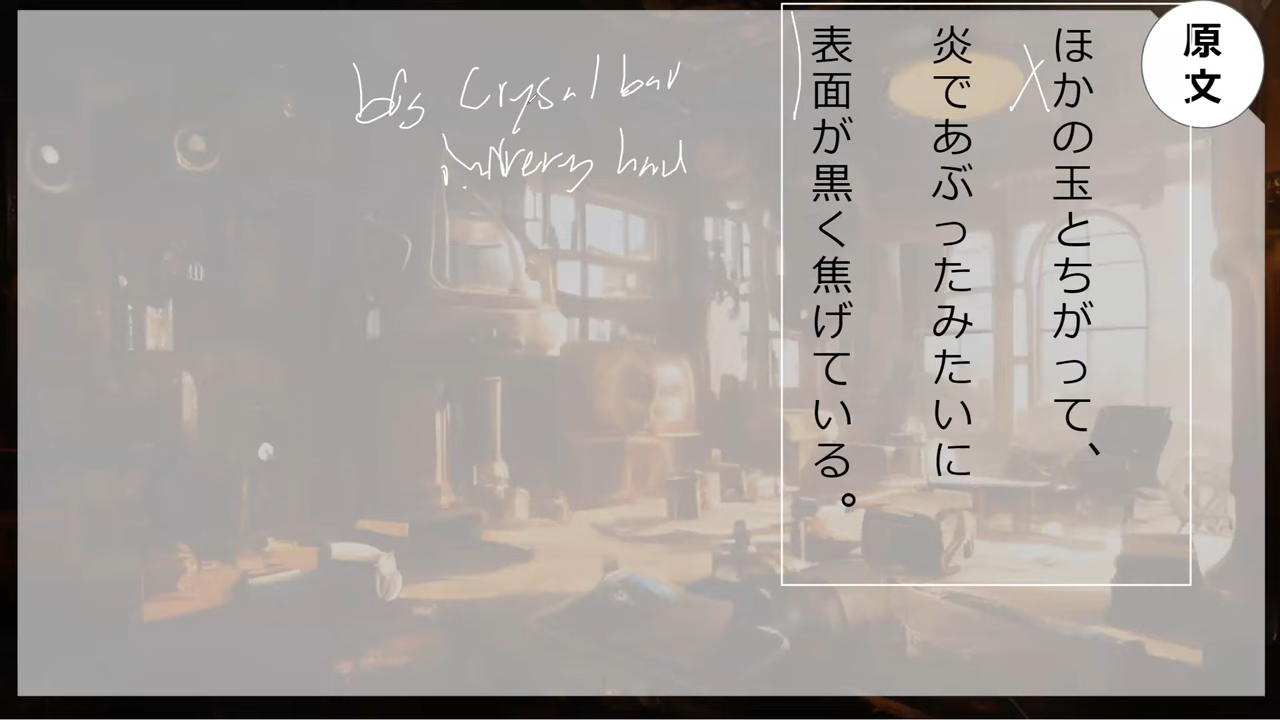 原文
ほかの玉とちがって、
炎であぶったみたいに
表面が黒く焦げている。
big Crystal ball